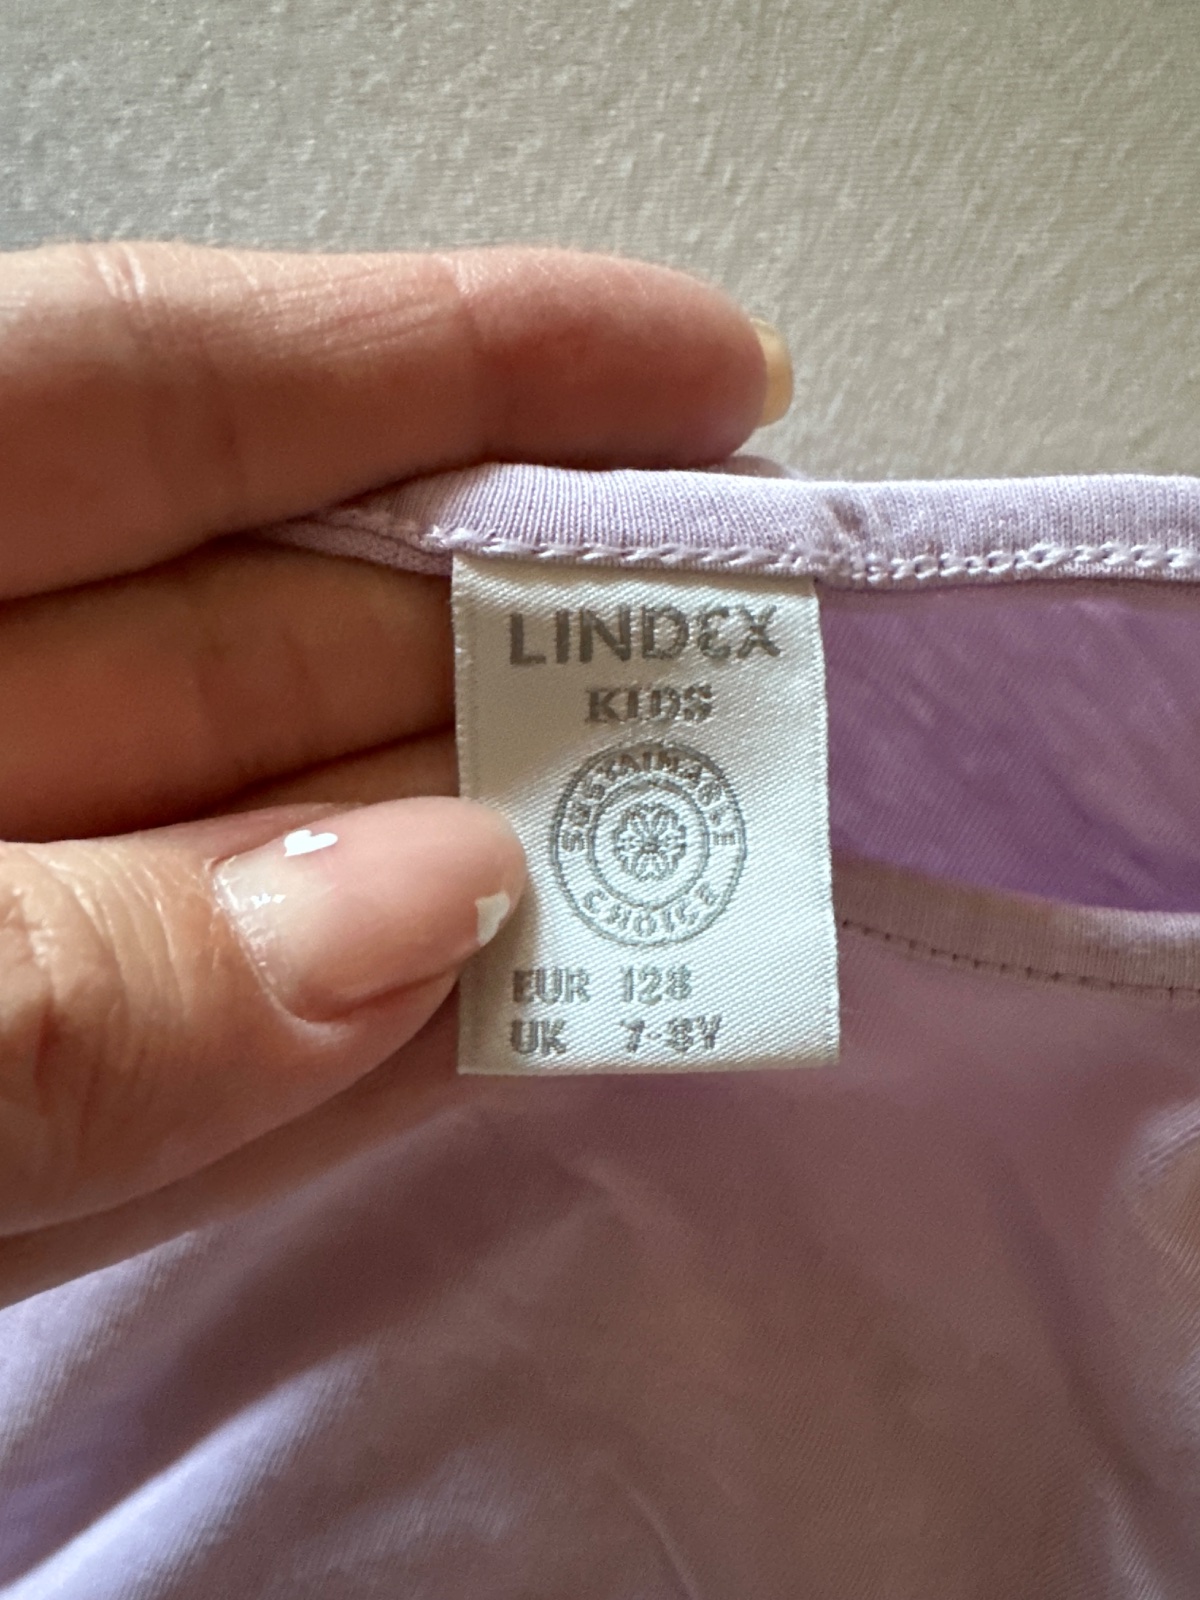 LINDEX
KIDS
SUSTAINABLE
CHOICE
EUR 128
UK 7-8Y